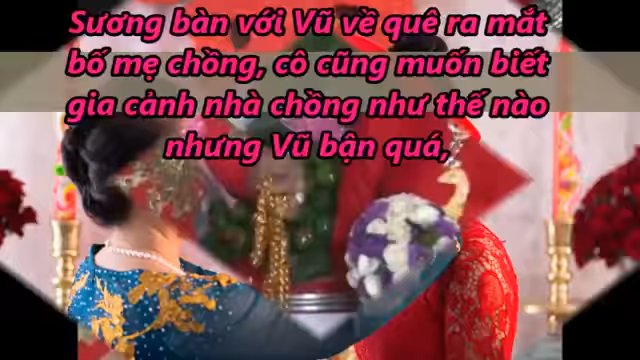 Sương bàn với Vũ về quê ra mắt
bố mẹ chồng, cô cũng muốn biết
gia cảnh nhà chồng như thế nào
nhưng Vũ bận quá,